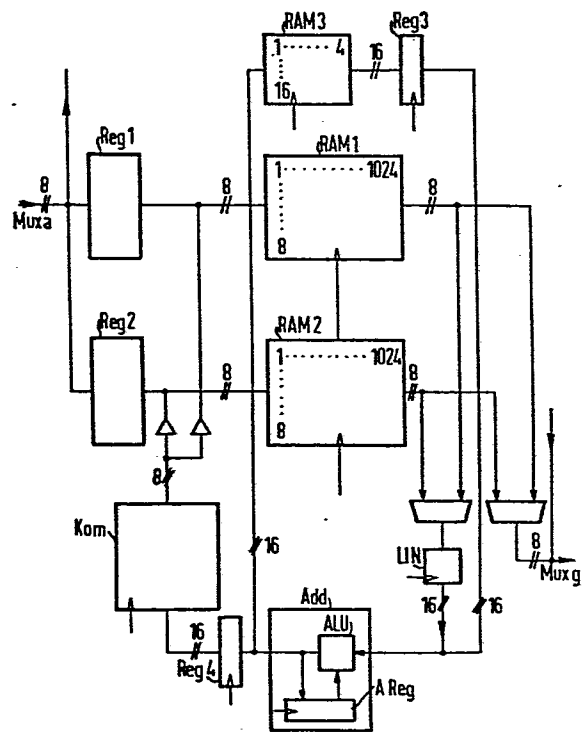 RAM3
Reg3
1 ........ 4
16
16
Reg1
RAM1
8
Muxa
1 ............ 1024
8
8
8
Reg2
RAM2
8
1 ............ 1024
8
8
8
Kom
16
LIN
8
Muxg
Add
16
16
16
ALU
Reg4
A Reg